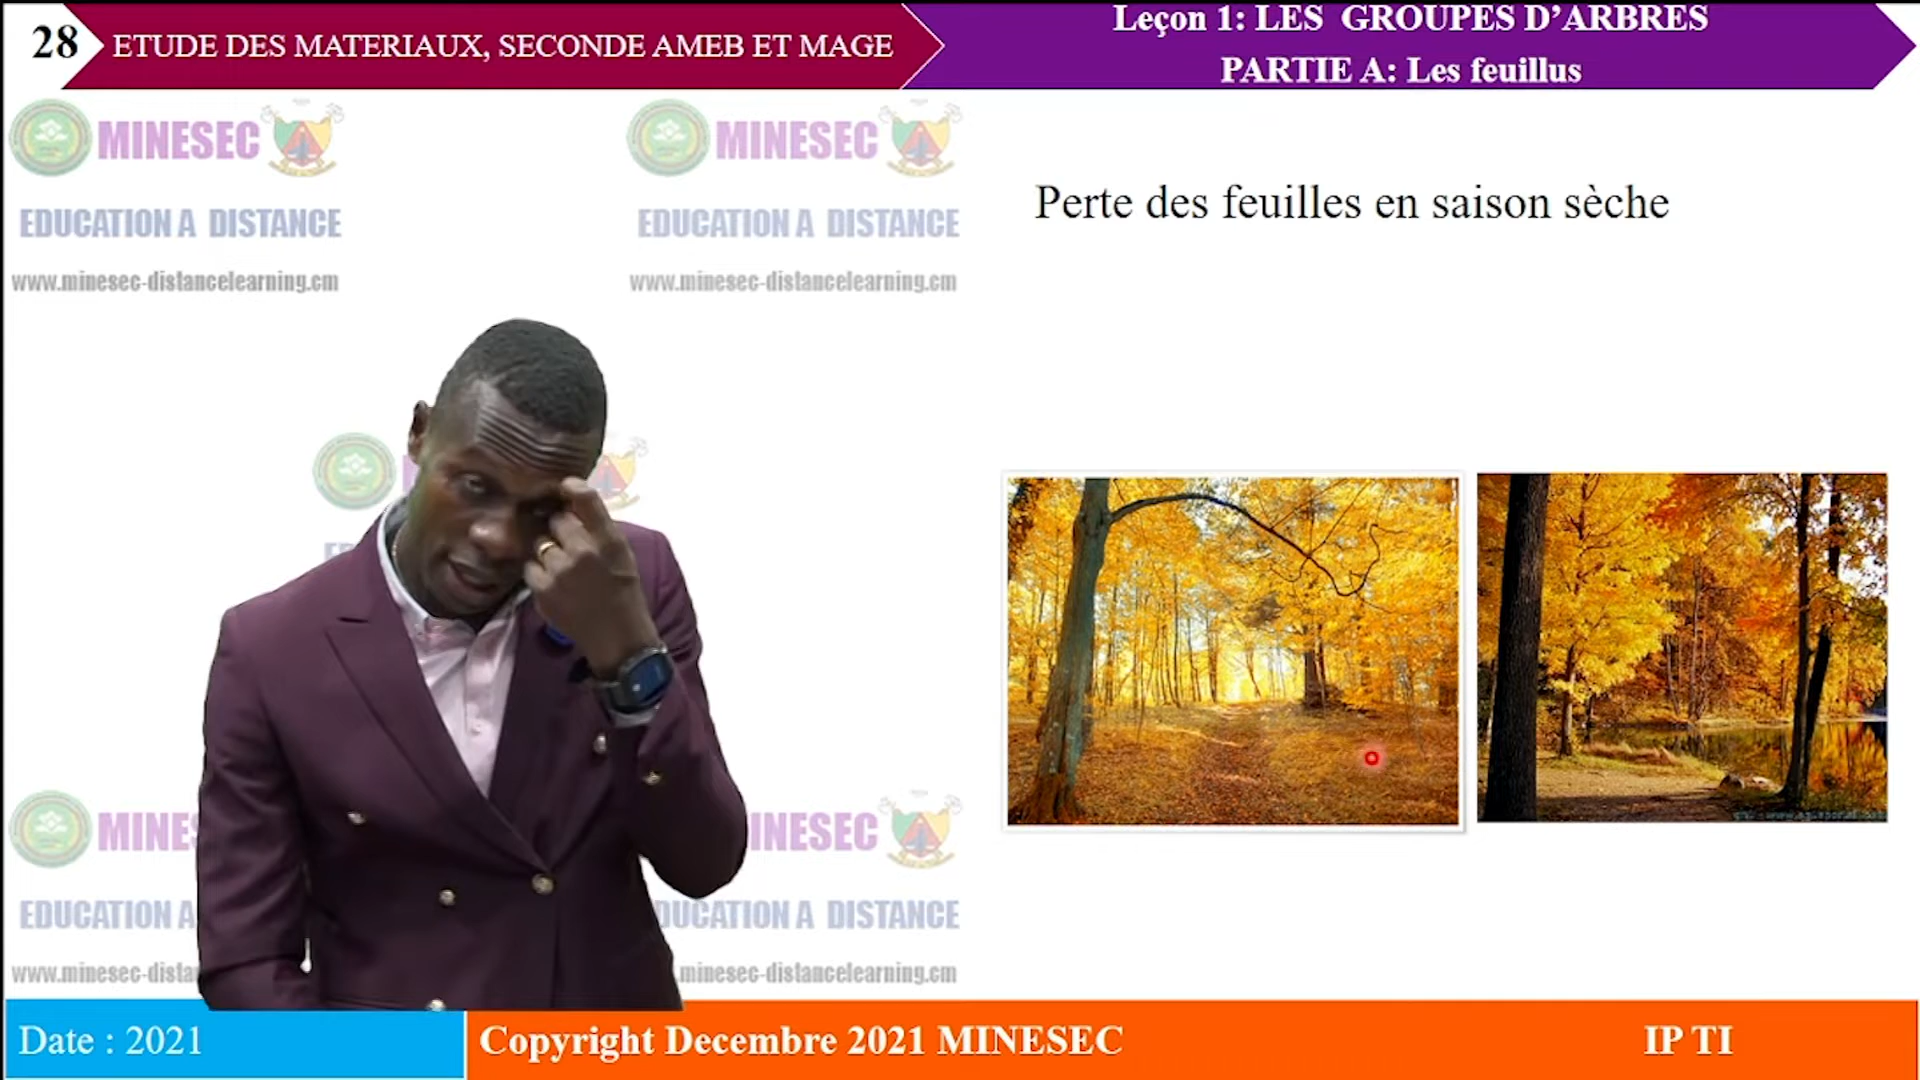 28
ETUDE DES MATERIAUX, SECONDE AMEB ET MAGE
Leçon 1: LES GROUPES D’ARBRES
PARTIE A: Les feuillus
MINESEC
EDUCATION A DISTANCE
www.minesec-distancelearning.cm
MINESEC
EDUCATION A DISTANCE
www.minesec-distancelearning.cm
Perte des feuilles en saison sèche
MINES
EDUCATION A
www.minesec-dista
INESEC
DUCATION A DISTANCE
minesec-distancelearning.cm
Date : 2021
Copyright Decembre 2021 MINESEC
IP TI